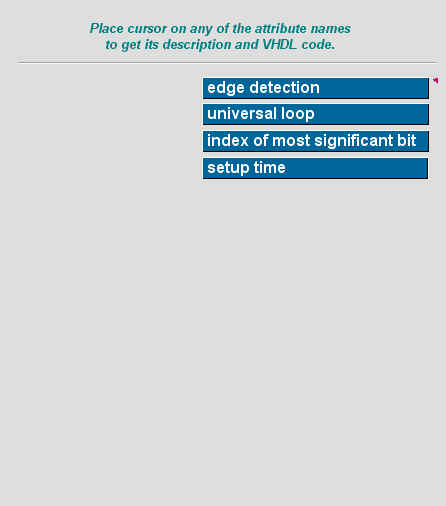 Place cursor on any of the attribute names
to get its description and VHDL code.
edge detection
universal loop
index of most significant bit
setup time